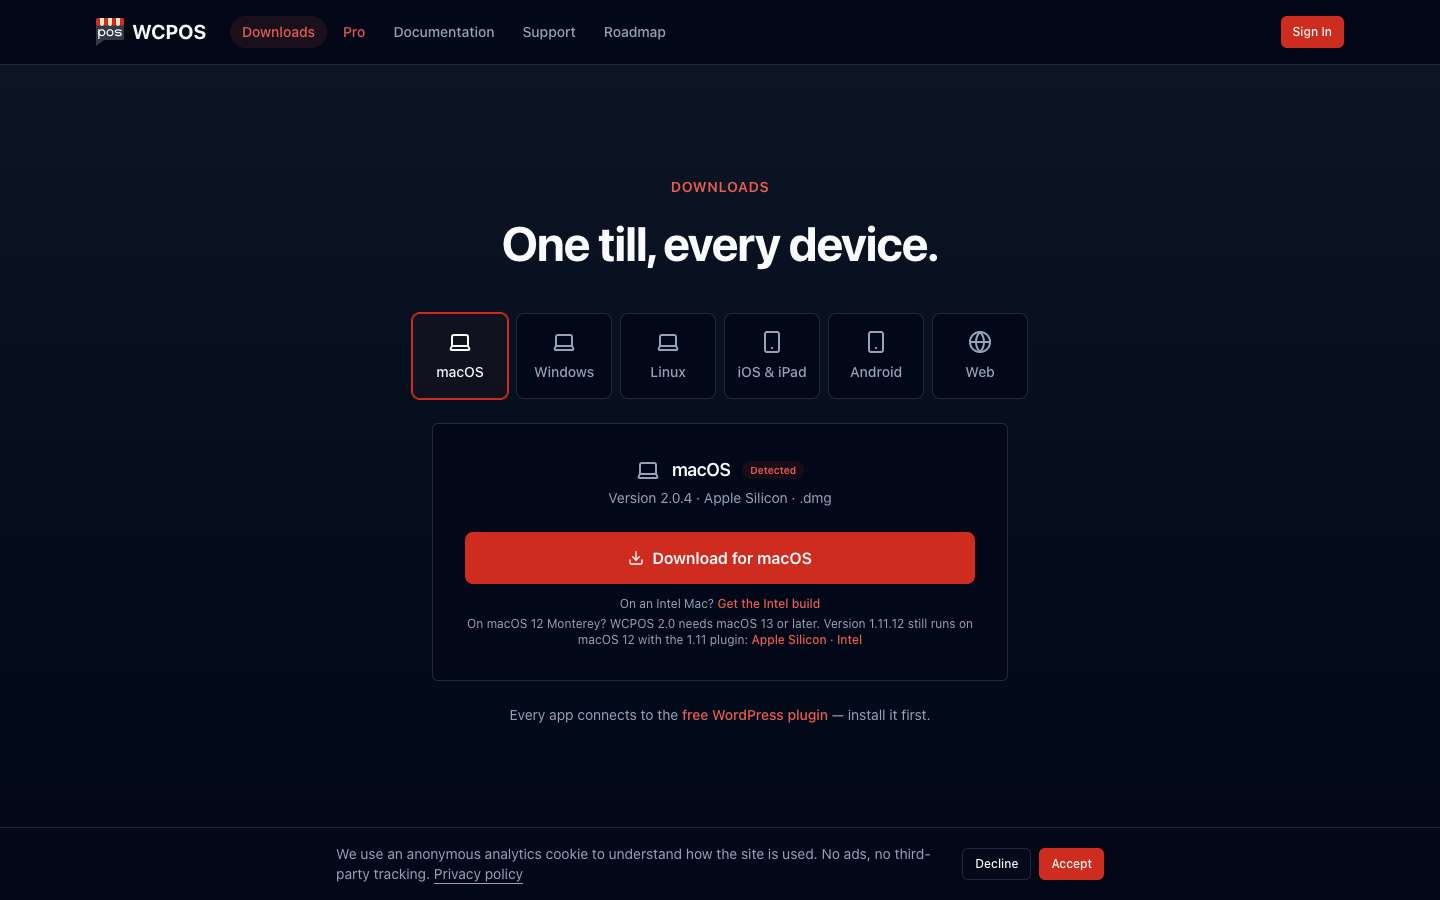 pos WCPOS Downloads Pro Documentation Support Roadmap Sign In
DOWNLOADS
One till, every device.
macOS Windows Linux iOS & iPad Android Web
macOS Detected
Version 2.0.4 · Apple Silicon · .dmg
Download for macOS
On an Intel Mac? Get the Intel build
On macOS 12 Monterey? WCPOS 2.0 needs macOS 13 or later. Version 1.11.12 still runs on
macOS 12 with the 1.11 plugin: Apple Silicon · Intel
Every app connects to the free WordPress plugin — install it first.
We use an anonymous analytics cookie to understand how the site is used. No ads, no third-
party tracking. Privacy policy
Decline Accept